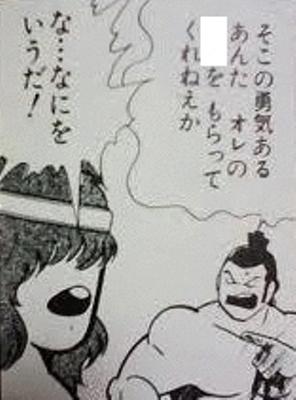 そこの勇気ある
あんた　オレの
を　もらって
くれねえか
な…なにを
いうだ！